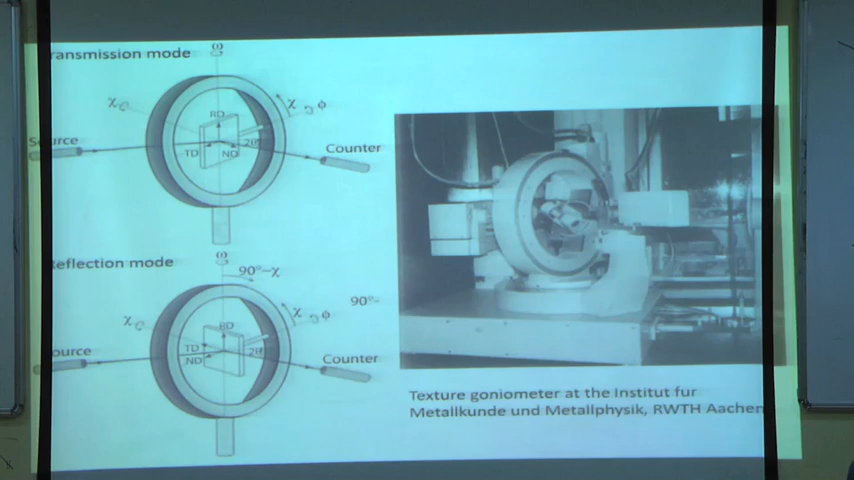 ransmission mode
ω
χ
χ
ϕ
RD
Source
TD
ND
2θ
Counter
eflection mode
ω
90°-χ
χ
χ
ϕ
90°-
RD
ource
TD
ND
2θ
Counter
Texture goniometer at the Institut fur
Metallkunde und Metallphysik, RWTH Aachen